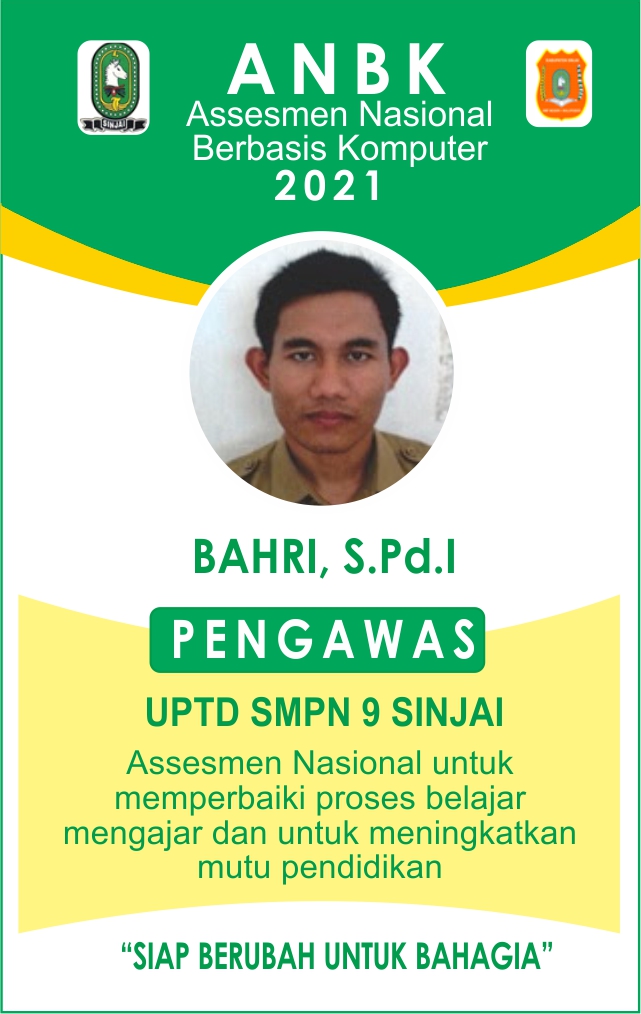 ANBK
Assesmen Nasional
Berbasis Komputer
2021
SINJAI
BAHRI, S.Pd.I
PENGAWAS
UPTD SMPN 9 SINJAI
Assesmen Nasional untuk
memperbaiki proses belajar
mengajar dan untuk meningkatkan
mutu pendidikan
“SIAP BERUBAH UNTUK BAHAGIA”